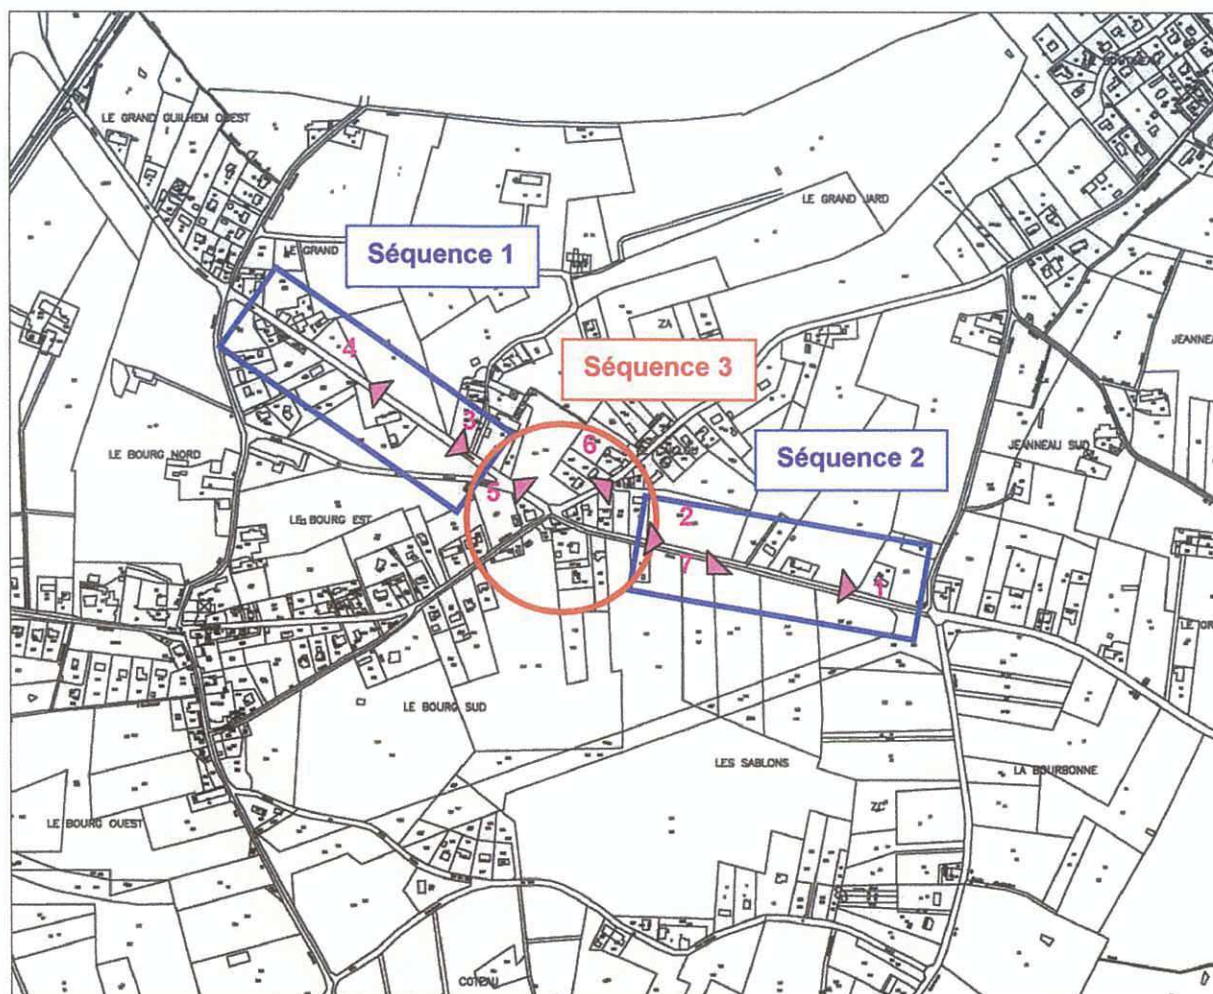 LE GRAND GUILHEM OUEST
LE GRAND JARD
LE GRAND
Séquence 1
ZA
4
Séquence 3
3
6
JEANNEAU SUD
LE BOURG NORD
Séquence 2
5
LE BOURG EST
2
7
1
LE BOURG SUD
LES SABLONS
LA BOURBONNE
LE BOURG OUEST
COTEAU